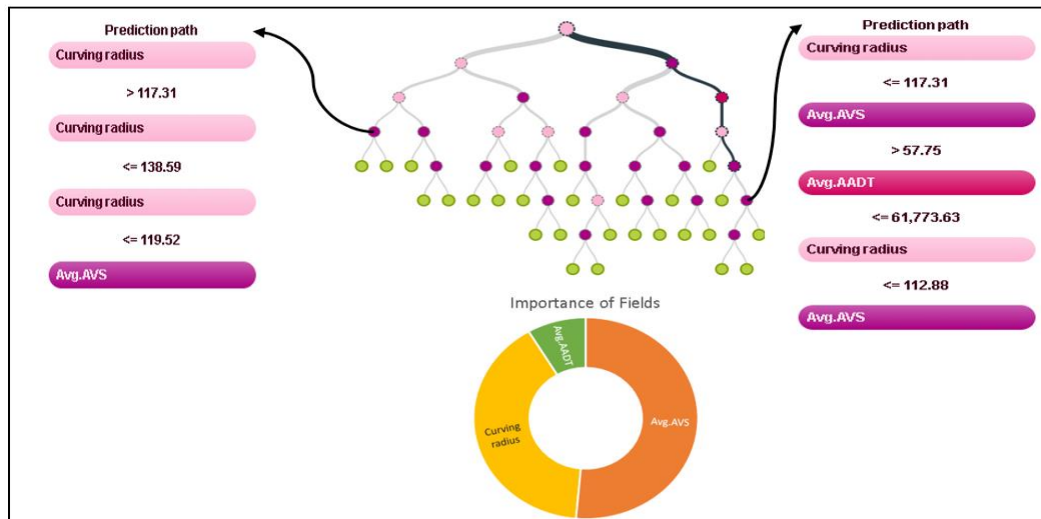 Prediction path
Curving radius
> 117.31
Curving radius
<= 138.59
Curving radius
<= 119.52
Avg.AVS
Prediction path
Curving radius
<= 117.31
Avg.AVS
> 57.75
Avg.AADT
<= 61,773.63
Curving radius
<= 112.88
Avg.AVS
Importance of Fields
Avg.AADT
Avg.AVS
Curving
radius